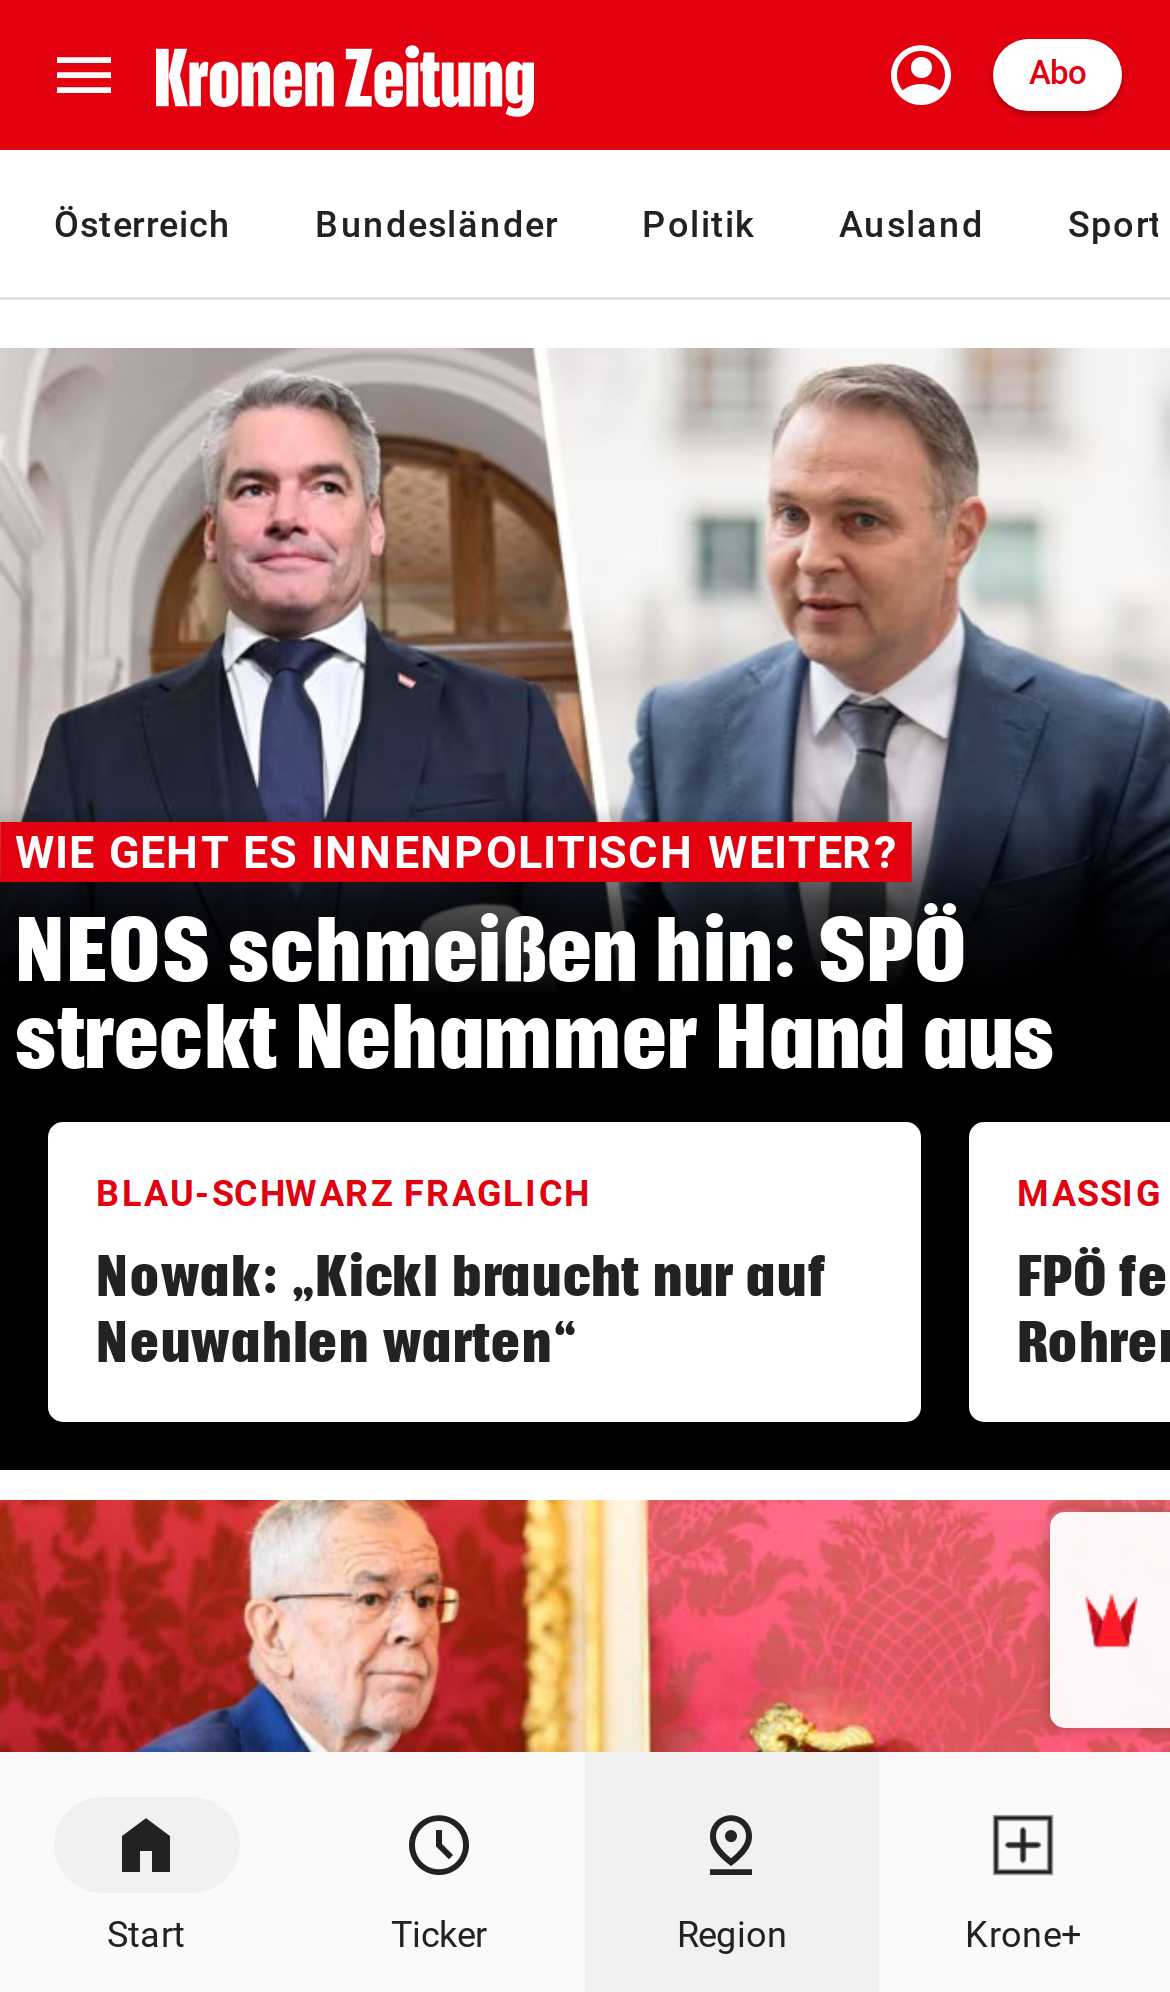 Kronen Zeitung
Abo
Österreich Bundesländer Politik Ausland Sport
WIE GEHT ES INNENPOLITISCH WEITER?
NEOS schmeißen hin: SPÖ
streckt Nehammer Hand aus
BLAU-SCHWARZ FRAGLICH
Nowak: „Kickl braucht nur auf
Neuwahlen warten“
MASSIG
FPÖ fe
Rohrer
Start Ticker Region Krone+